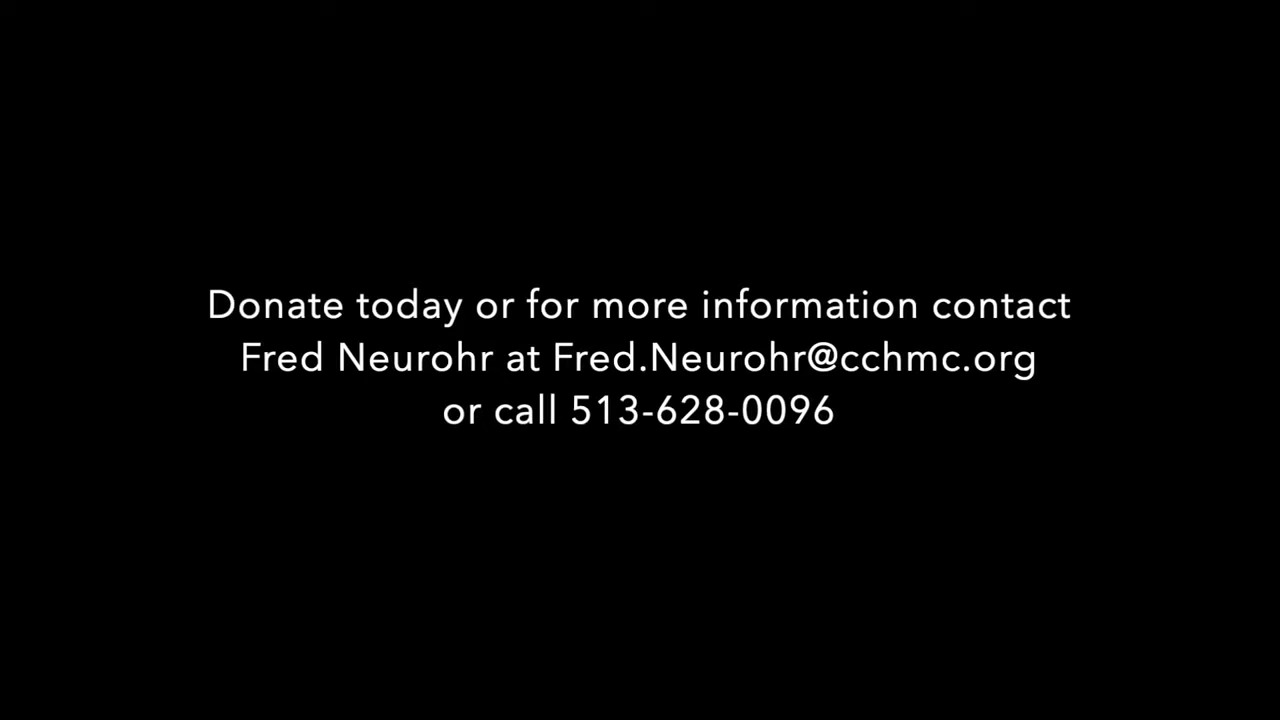 Donate today or for more information contact
Fred Neurohr at Fred.Neurohr@cchmc.org
or call 513-628-0096